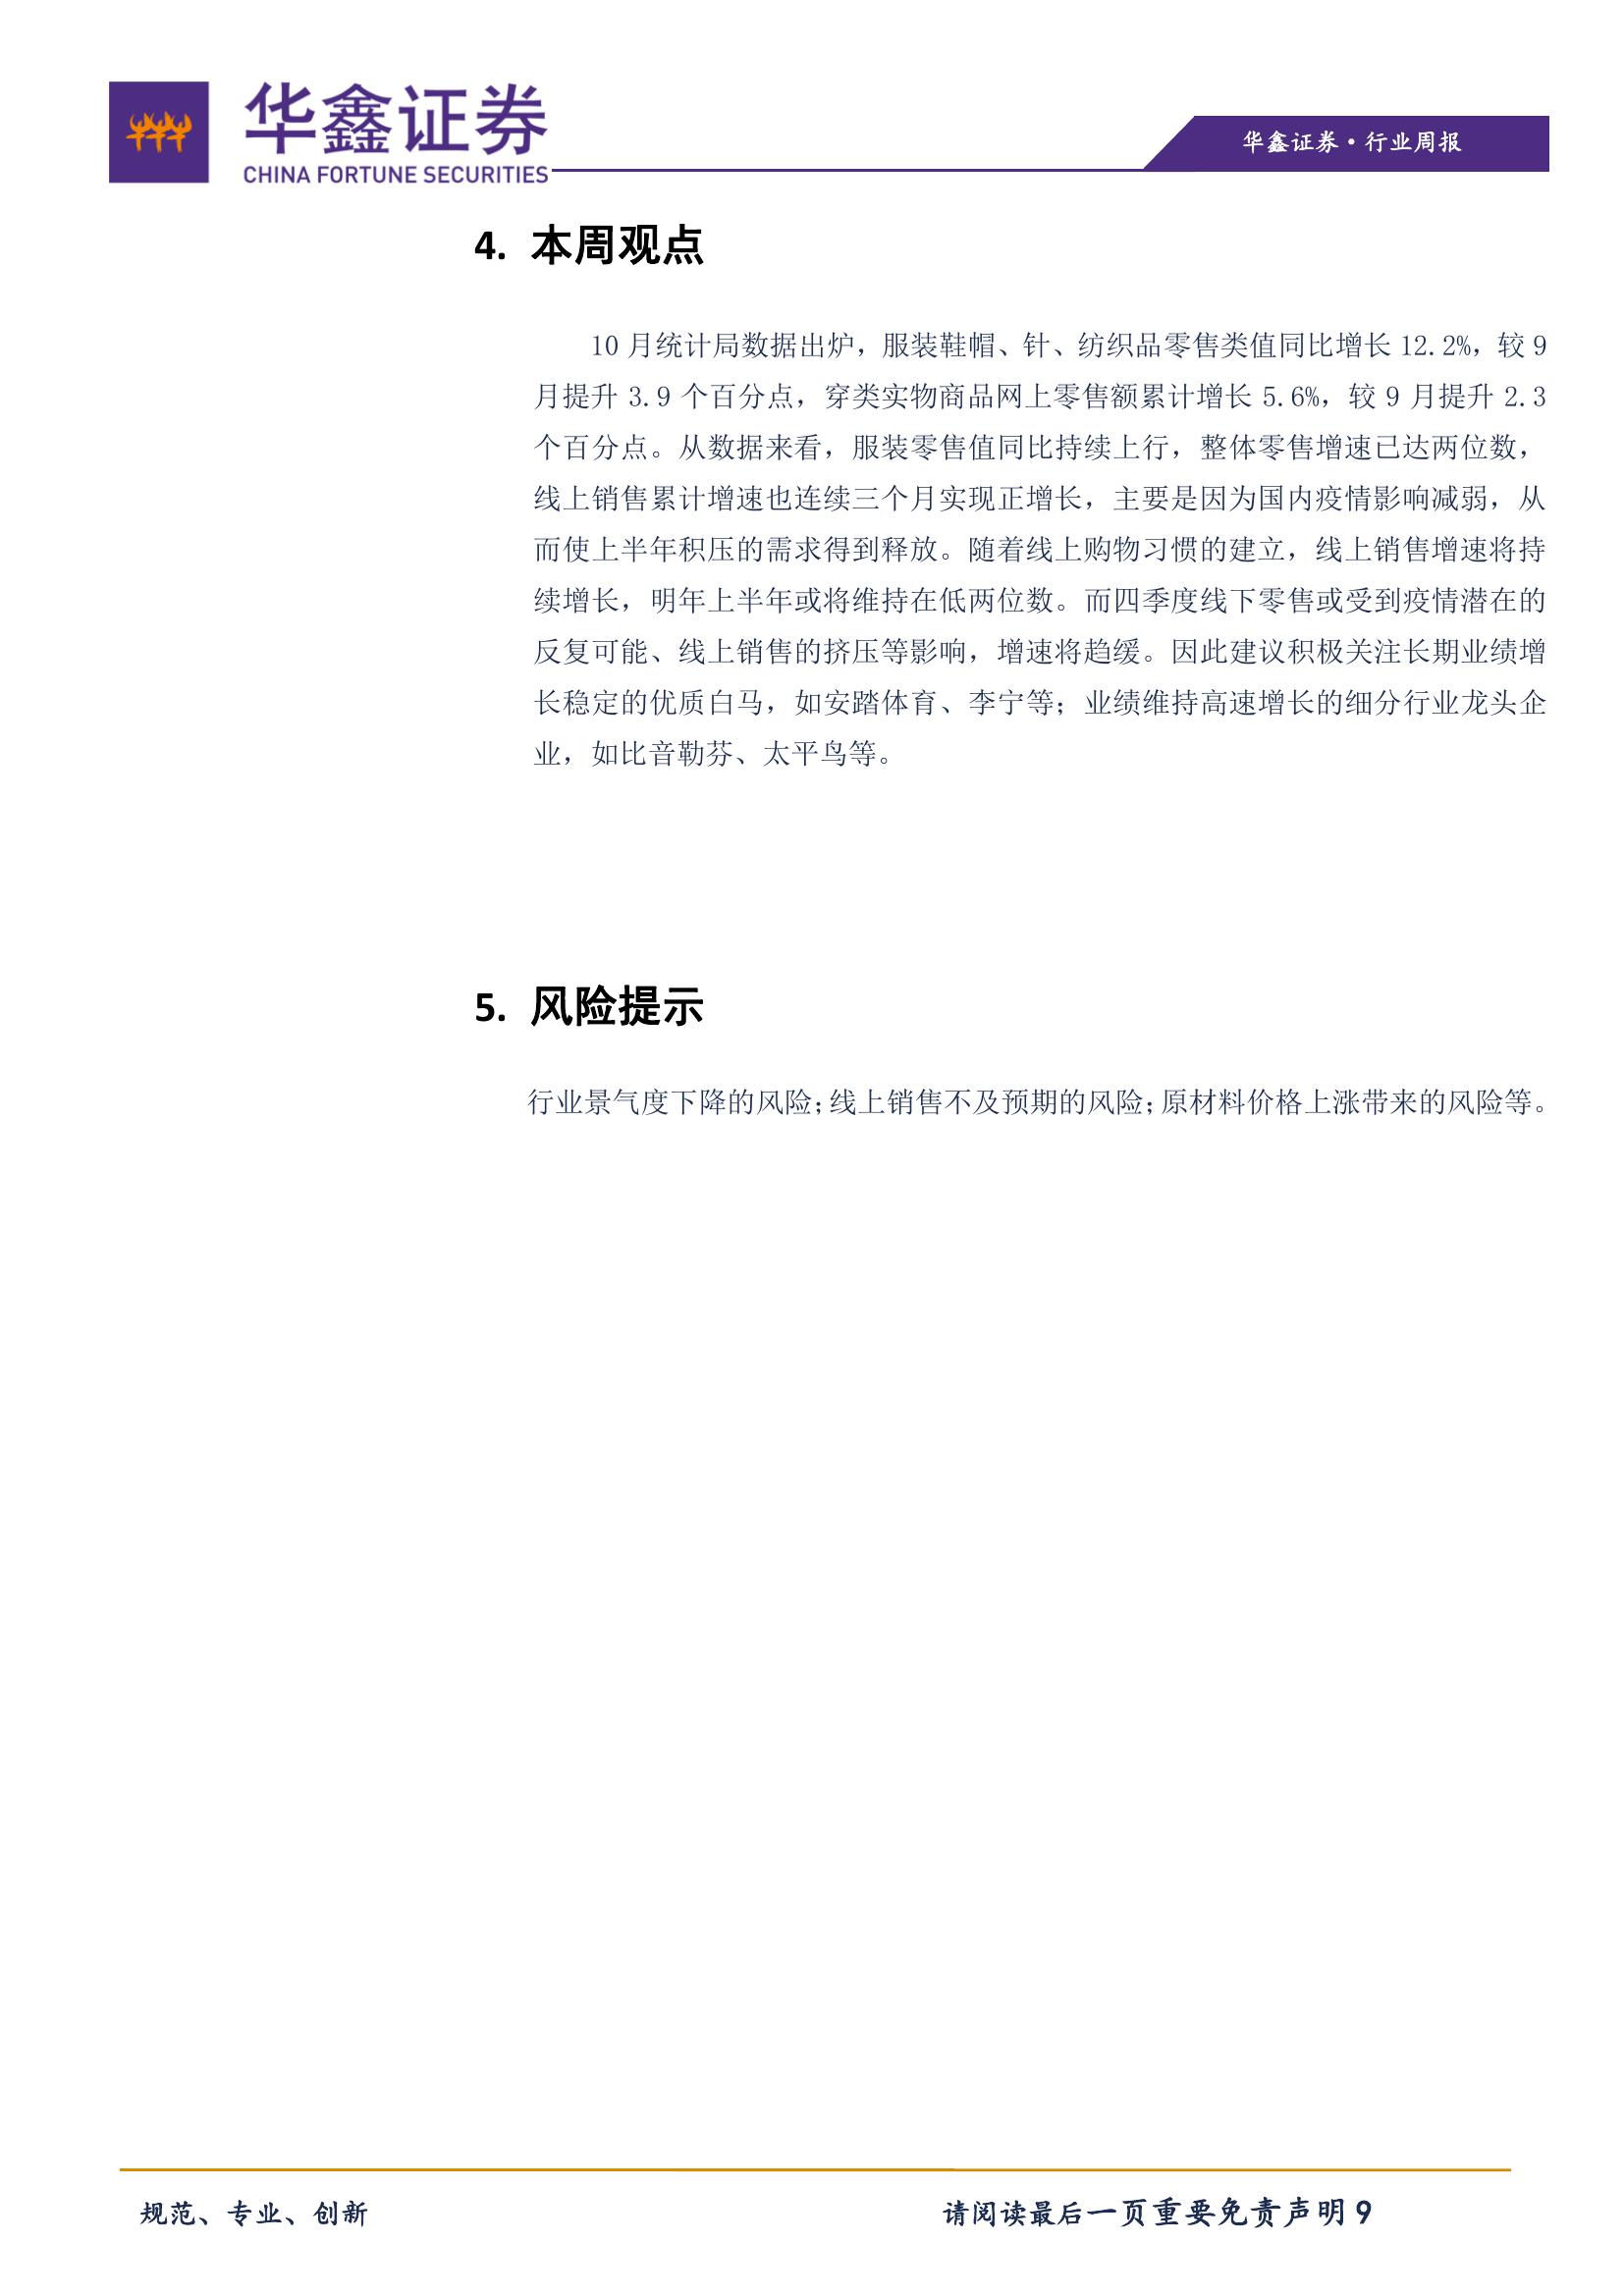 华鑫证券
CHINA FORTUNE SECURITIES
华鑫证券·行业周报
4. 本周观点
10 月统计局数据出炉，服装鞋帽、针、纺织品零售类值同比增长 12.2%，较 9
月提升 3.9 个百分点，穿类实物商品网上零售额累计增长 5.6%，较 9 月提升 2.3
个百分点。从数据来看，服装零售值同比持续上行，整体零售增速已达两位数，
线上销售累计增速也连续三个月实现正增长，主要是因为国内疫情影响减弱，从
而使上半年积压的需求得到释放。随着线上购物习惯的建立，线上销售增速将持
续增长，明年上半年或将维持在低两位数。而四季度线下零售或受到疫情潜在的
反复可能、线上销售的挤压等影响，增速将趋缓。因此建议积极关注长期业绩增
长稳定的优质白马，如安踏体育、李宁等；业绩维持高速增长的细分行业龙头企
业，如比音勒芬、太平鸟等。
5. 风险提示
行业景气度下降的风险;线上销售不及预期的风险;原材料价格上涨带来的风险等。
规范、专业、创新
请阅读最后一页重要免责声明 9